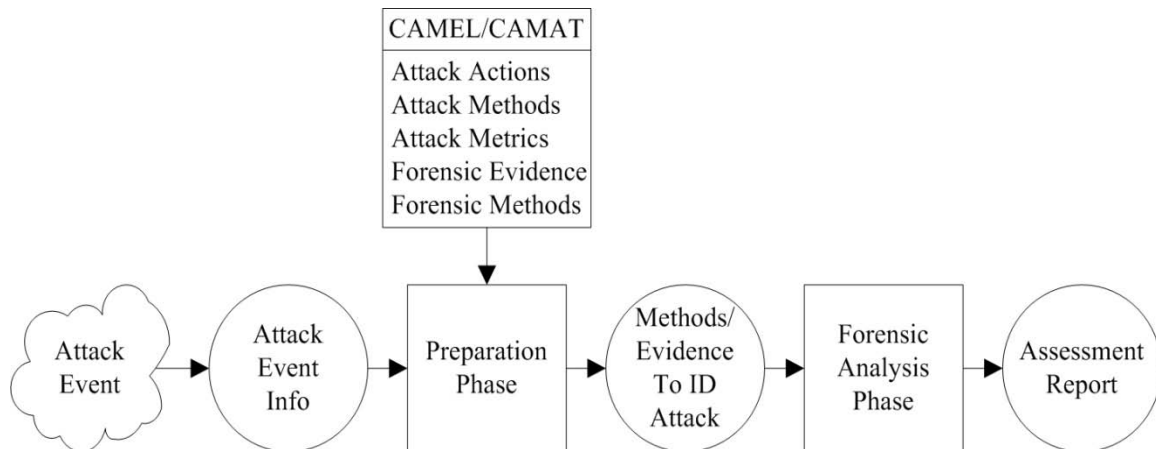 CAMEL/CAMAT
Attack Actions
Attack Methods
Attack Metrics
Forensic Evidence
Forensic Methods
Attack
Event
Attack
Event
Info
Preparation
Phase
Methods/
Evidence
To ID
Attack
Forensic
Analysis
Phase
Assessment
Report